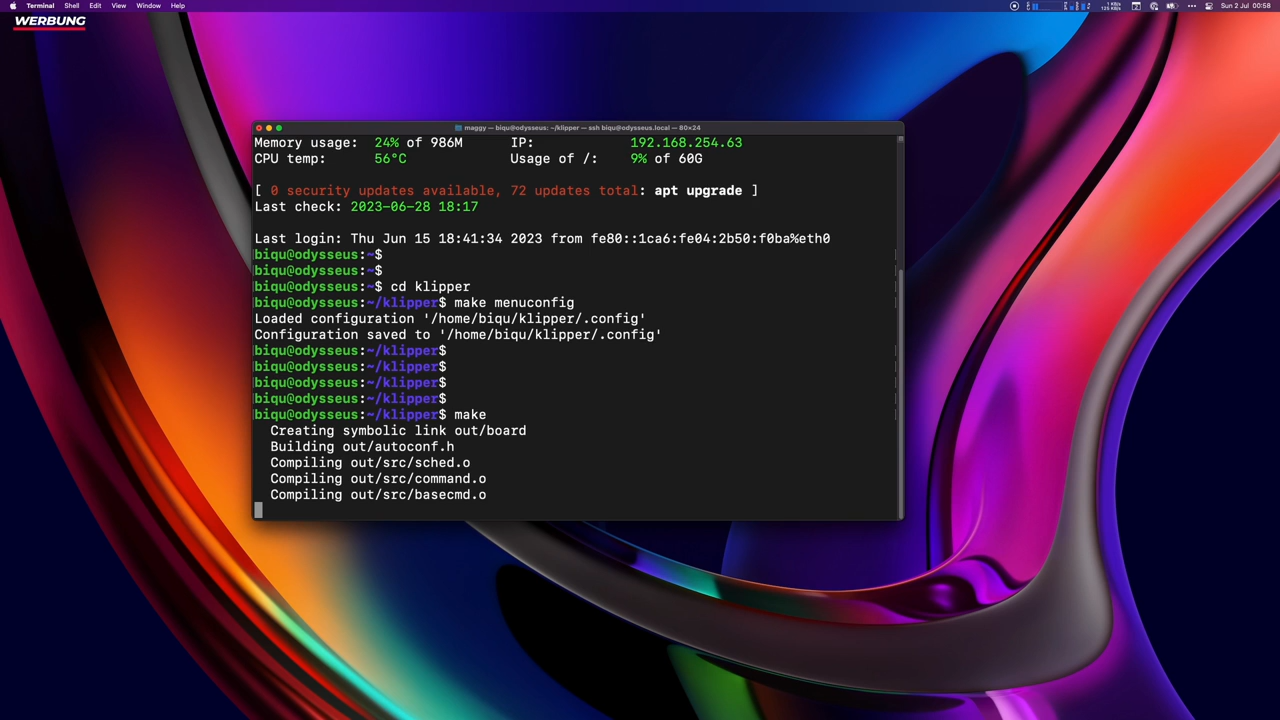 Terminal Shell Edit View Window Help
1 KB/s
125 KB/s
Sun 2 Jul 00:58
WERBUNG
maggy — biqu@odysseus: ~/klipper — ssh biqu@odysseus.local — 80×24
Memory usage: 24% of 986M IP: 192.168.254.63
CPU temp: 56°C Usage of /: 9% of 60G
[ 0 security updates available, 72 updates total: apt upgrade ]
Last check: 2023-06-28 18:17
Last login: Thu Jun 15 18:41:34 2023 from fe80::1ca6:fe04:2b50:f0ba%eth0
biqu@odysseus:~$
biqu@odysseus:~$
biqu@odysseus:~$ cd klipper
biqu@odysseus:~/klipper$ make menuconfig
Loaded configuration '/home/biqu/klipper/.config'
Configuration saved to '/home/biqu/klipper/.config'
biqu@odysseus:~/klipper$
biqu@odysseus:~/klipper$
biqu@odysseus:~/klipper$
biqu@odysseus:~/klipper$
biqu@odysseus:~/klipper$ make
Creating symbolic link out/board
Building out/autoconf.h
Compiling out/src/sched.o
Compiling out/src/command.o
Compiling out/src/basecmd.o